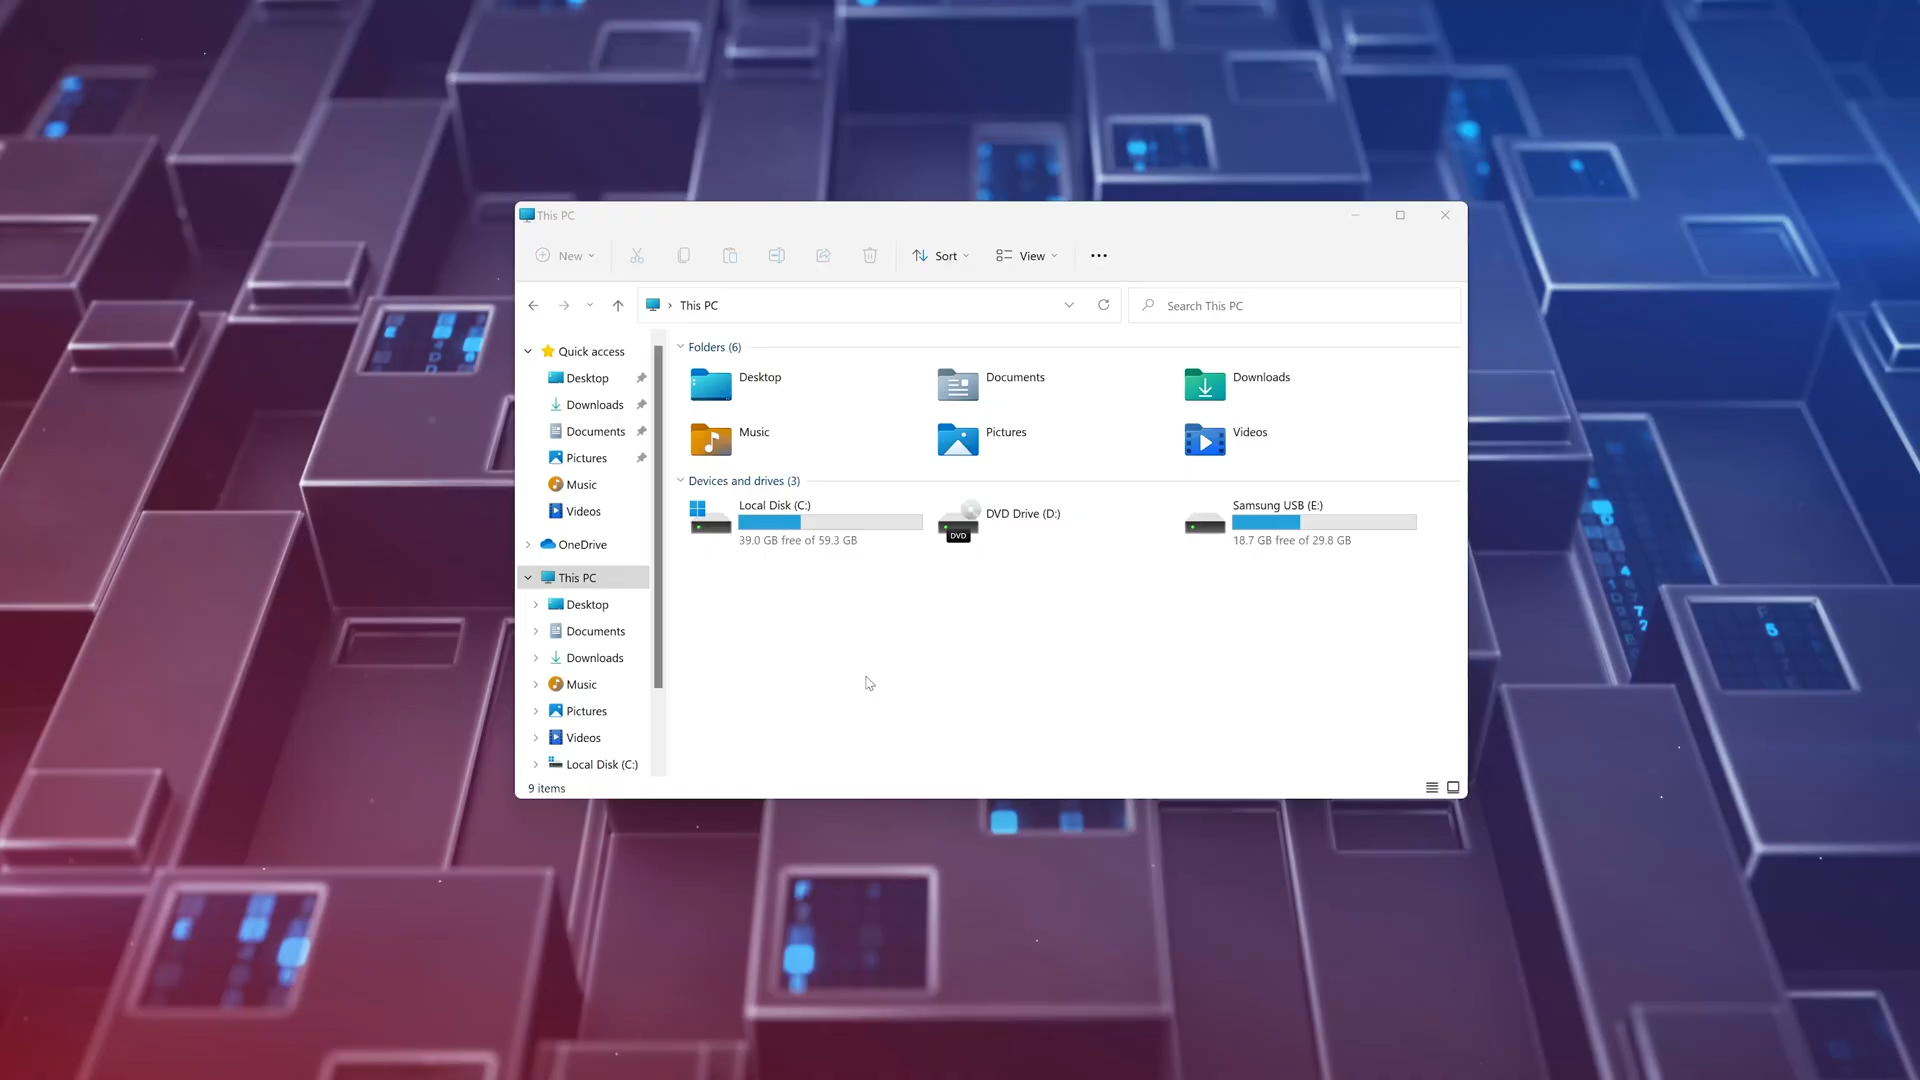 This PC
New
Sort
View
This PC
Search This PC
Quick access
Desktop
Downloads
Documents
Pictures
Music
Videos
OneDrive
This PC
Desktop
Documents
Downloads
Music
Pictures
Videos
Local Disk (C:)
Folders (6)
Desktop
Documents
Downloads
Music
Pictures
Videos
Devices and drives (3)
Local Disk (C:)
39.0 GB free of 59.3 GB
DVD
DVD Drive (D:)
Samsung USB (E:)
18.7 GB free of 29.8 GB
9 items